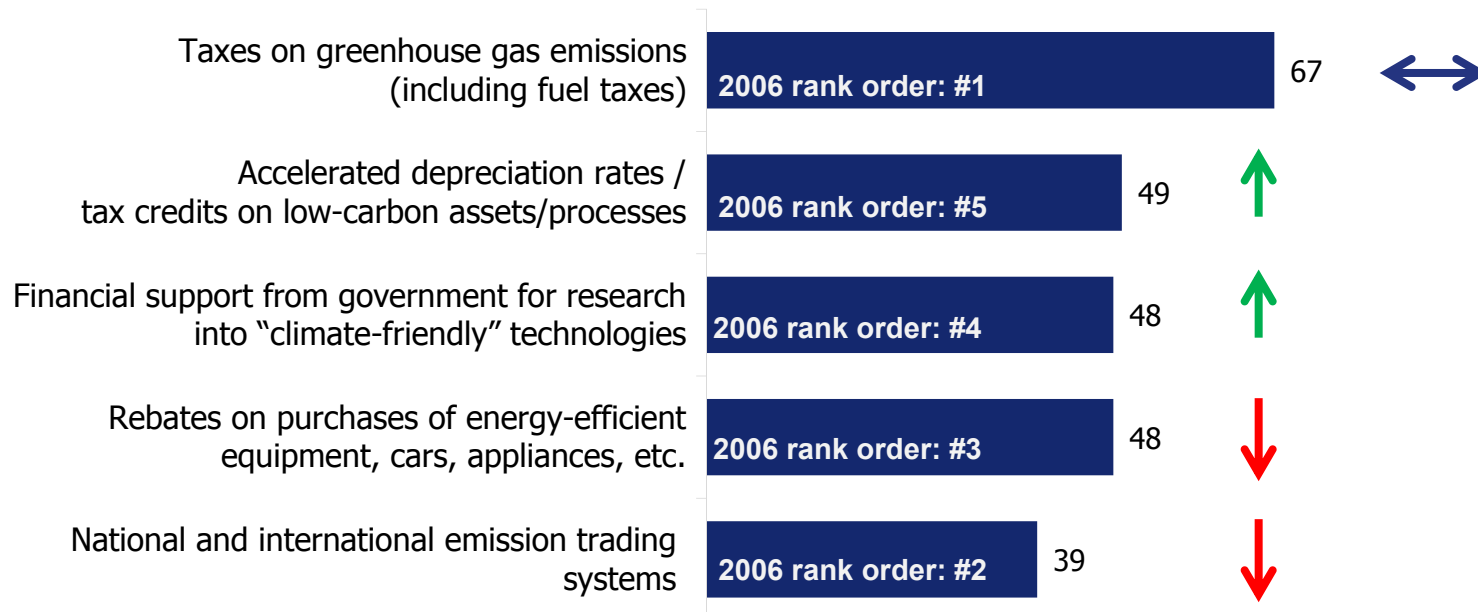 Taxes on greenhouse gas emissions
(including fuel taxes)
2006 rank order: #1
67
Accelerated depreciation rates /
tax credits on low-carbon assets/processes
2006 rank order: #5
49
Financial support from government for research
into “climate-friendly” technologies
2006 rank order: #4
48
Rebates on purchases of energy-efficient
equipment, cars, appliances, etc.
2006 rank order: #3
48
National and international emission trading
systems
2006 rank order: #2
39